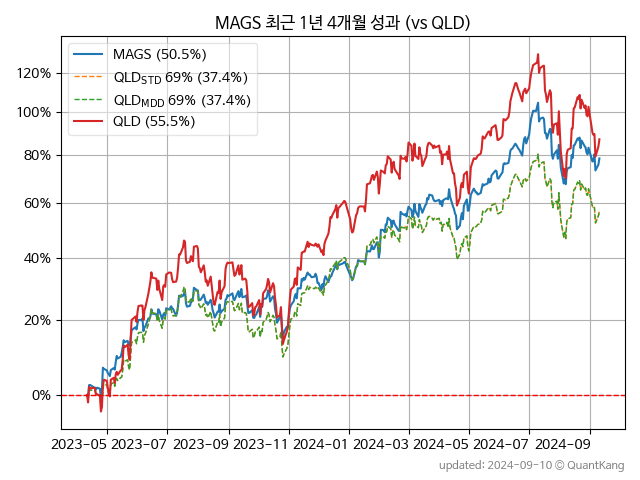 MAGS 최근 1년 4개월 성과 (vs QLD)
MAGS (50.5%)
QLD_STD 69% (37.4%)
QLD_MDD 69% (37.4%)
QLD (55.5%)
120%
100%
80%
60%
40%
20%
0%
2023-05 2023-07 2023-09 2023-11 2024-01 2024-03 2024-05 2024-07 2024-09
updated: 2024-09-10 © QuantKang